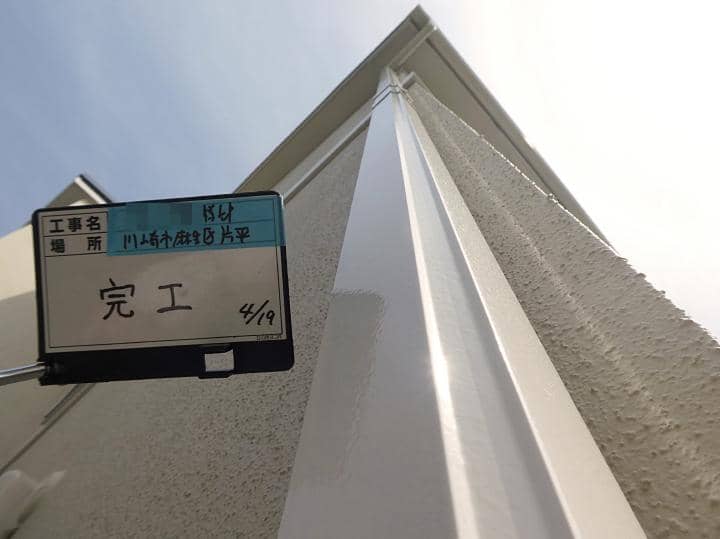 工事名 様邸
場所 川崎市麻生区片平
完工
4/19